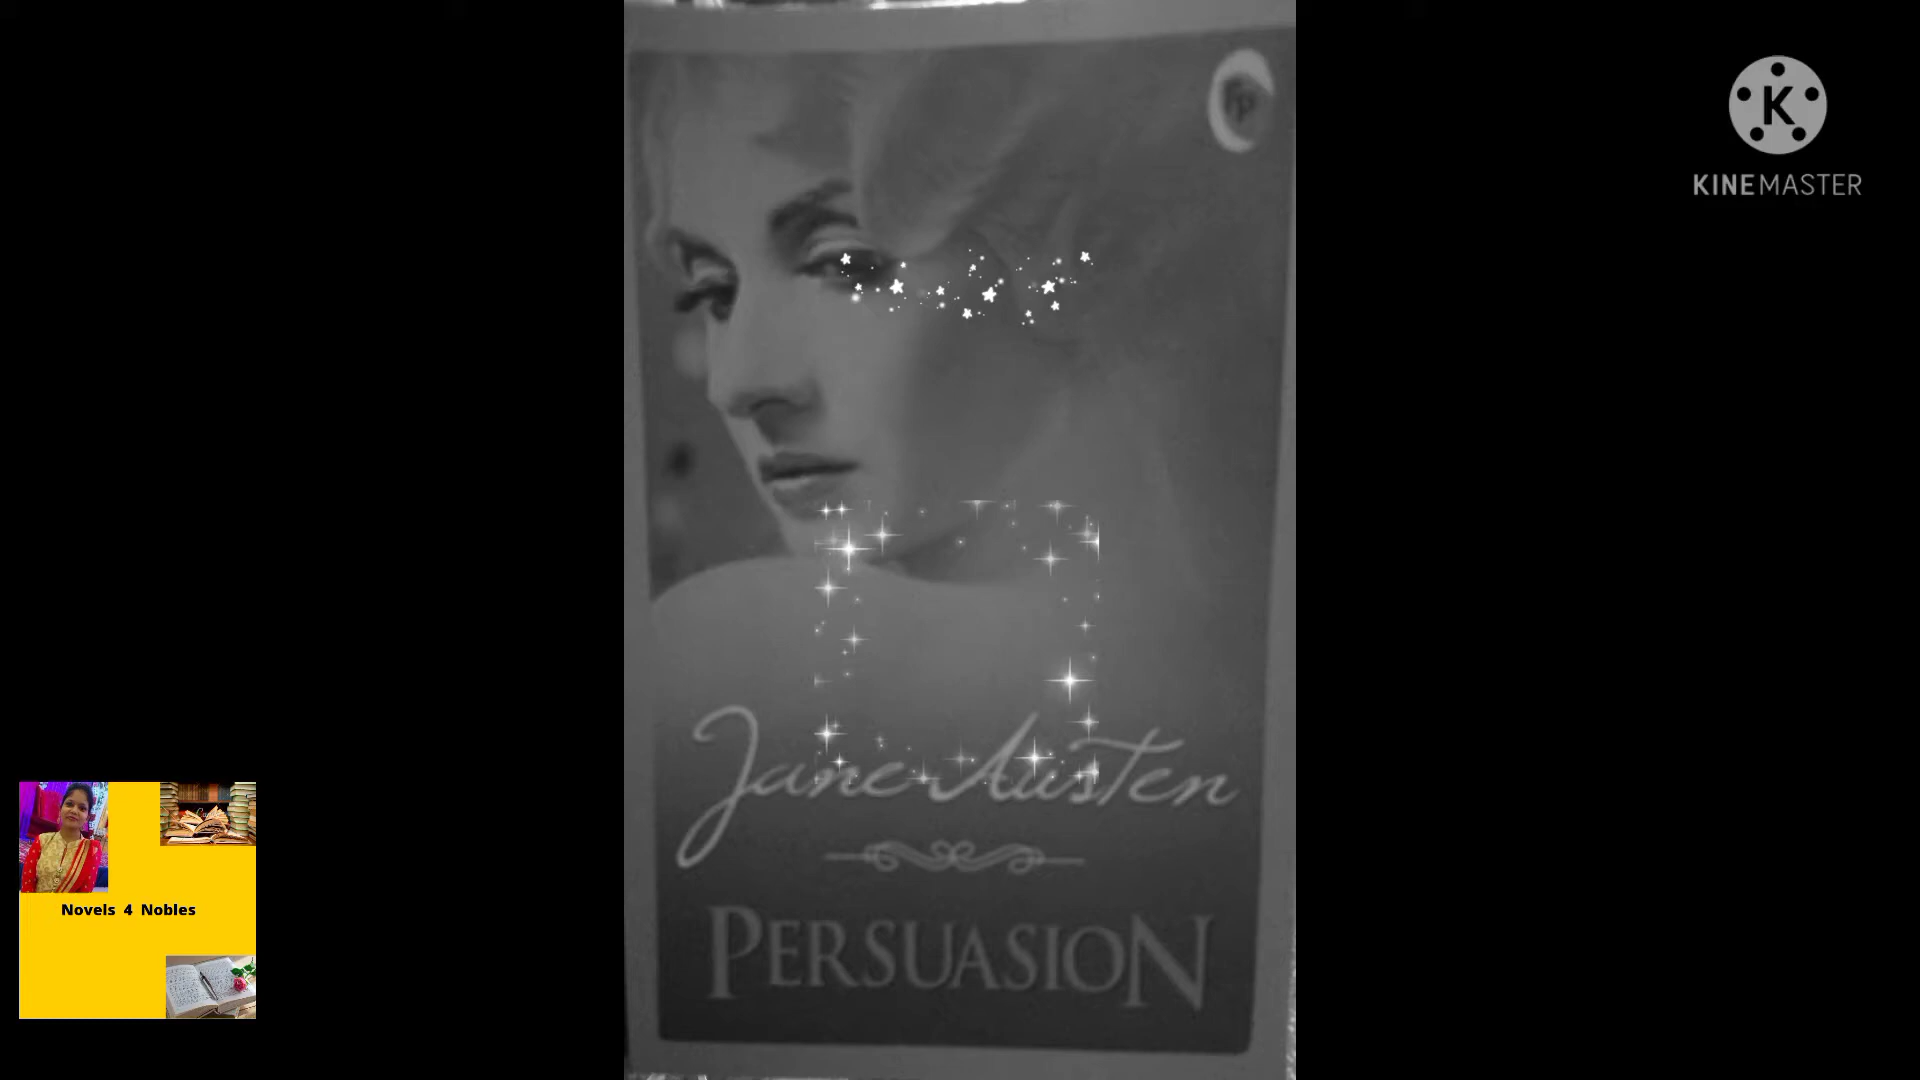 K
KINEMASTER
Jane Austen
PERSUASION
Novels 4 Nobles